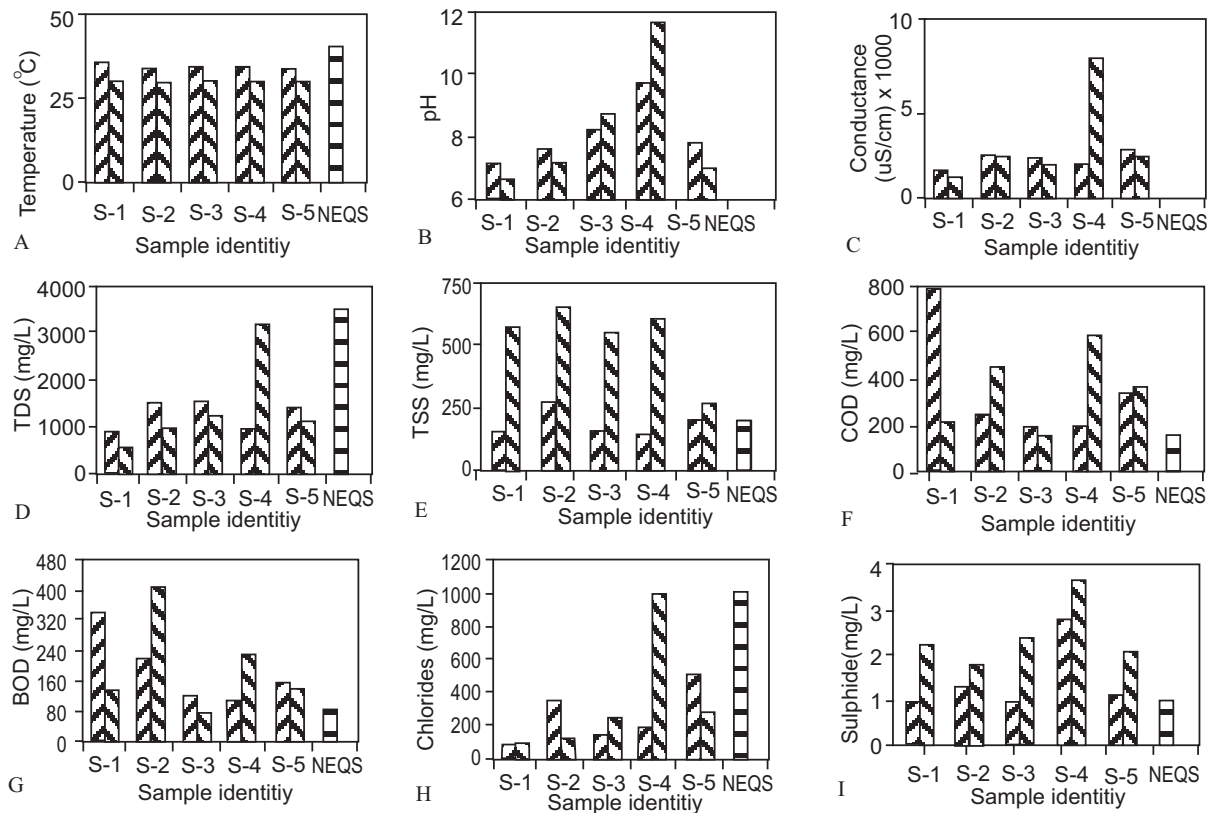 50
25
0
Temperature (°C)
S-1 S-2 S-3 S-4 S-5 NEQS
Sample identitiy
A
12
10
8
6
pH
S-1 S-2 S-3 S-4 S-5 NEQS
Sample identitiy
B
10
5
0
Conductance
(uS/cm) x 1000
S-1 S-2 S-3 S-4 S-5 NEQS
Sample identitiy
C
4000
3000
2000
1000
0
TDS (mg/L)
S-1 S-2 S-3 S-4 S-5 NEQS
Sample identitiy
D
750
500
250
0
TSS (mg/L)
S-1 S-2 S-3 S-4 S-5 NEQS
Sample identitiy
E
800
600
400
200
0
COD (mg/L)
S-1 S-2 S-3 S-4 S-5 NEQS
Sample identitiy
F
480
400
320
240
160
80
0
BOD (mg/L)
S-1 S-2 S-3 S-4 S-5 NEQS
Sample identitiy
G
1200
1000
800
600
400
200
0
Chlorides (mg/L)
S-1 S-2 S-3 S-4 S-5 NEQS
Sample identitiy
H
4
3
2
1
0
Sulphide(mg/L)
S-1 S-2 S-3 S-4 S-5 NEQS
Sample identitiy
I